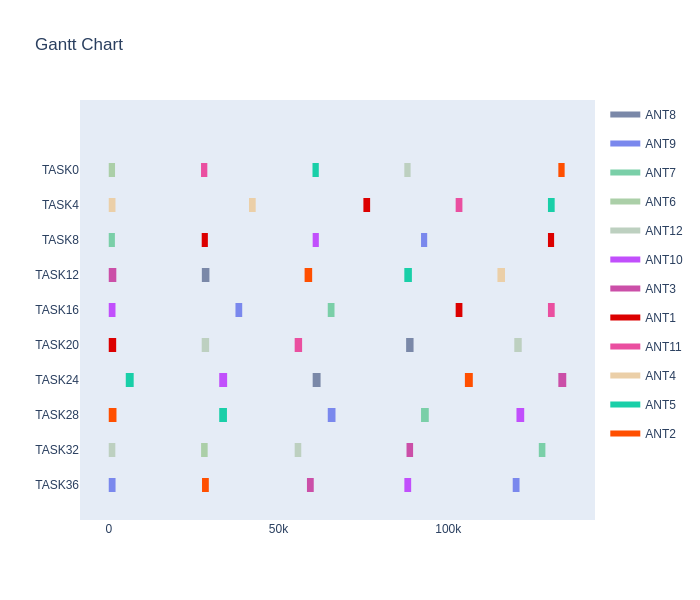 Gantt Chart
TASK0
TASK4
TASK8
TASK12
TASK16
TASK20
TASK24
TASK28
TASK32
TASK36
0
50k
100k
ANT8
ANT9
ANT7
ANT6
ANT12
ANT10
ANT3
ANT1
ANT11
ANT4
ANT5
ANT2